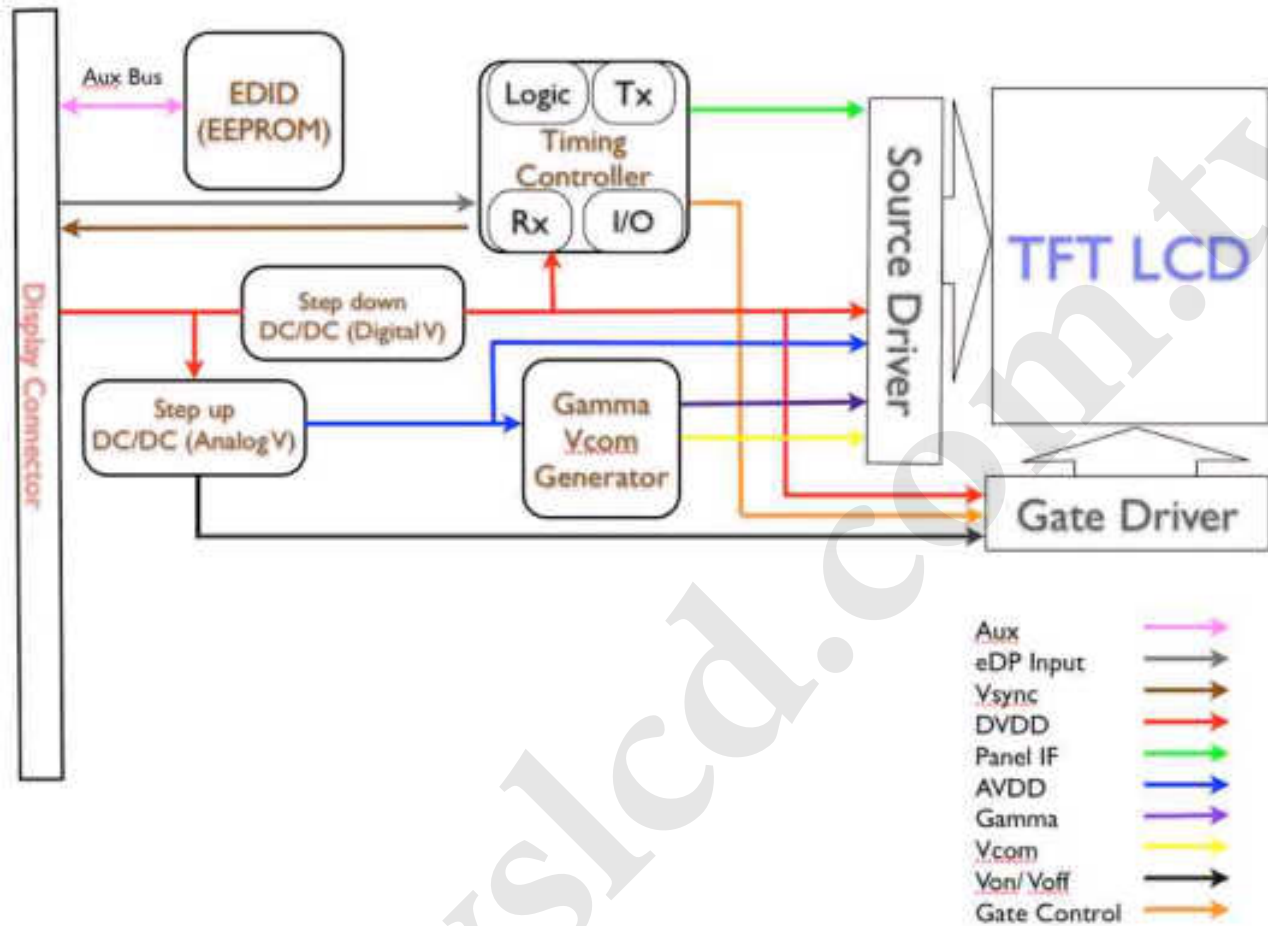 Aux Bus
EDID
(EEPROM)
Logic
Tx
Timing
Controller
Rx
I/O
Display Connector
Step down
DC/DC (Digital V)
Step up
DC/DC (Analog V)
Gamma
Vcom
Generator
Source Driver
TFT LCD
Gate Driver
Aux
eDP Input
Vsync
DVDD
Panel IF
AVDD
Gamma
Vcom
Von/ Voff
Gate Control